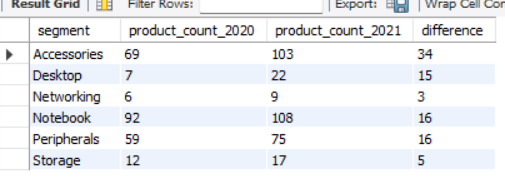 Result Grid Filter Rows: Export: Wrap Cell Con
segment product_count_2020 product_count_2021 difference
Accessories 69 103 34
Desktop 7 22 15
Networking 6 9 3
Notebook 92 108 16
Peripherals 59 75 16
Storage 12 17 5